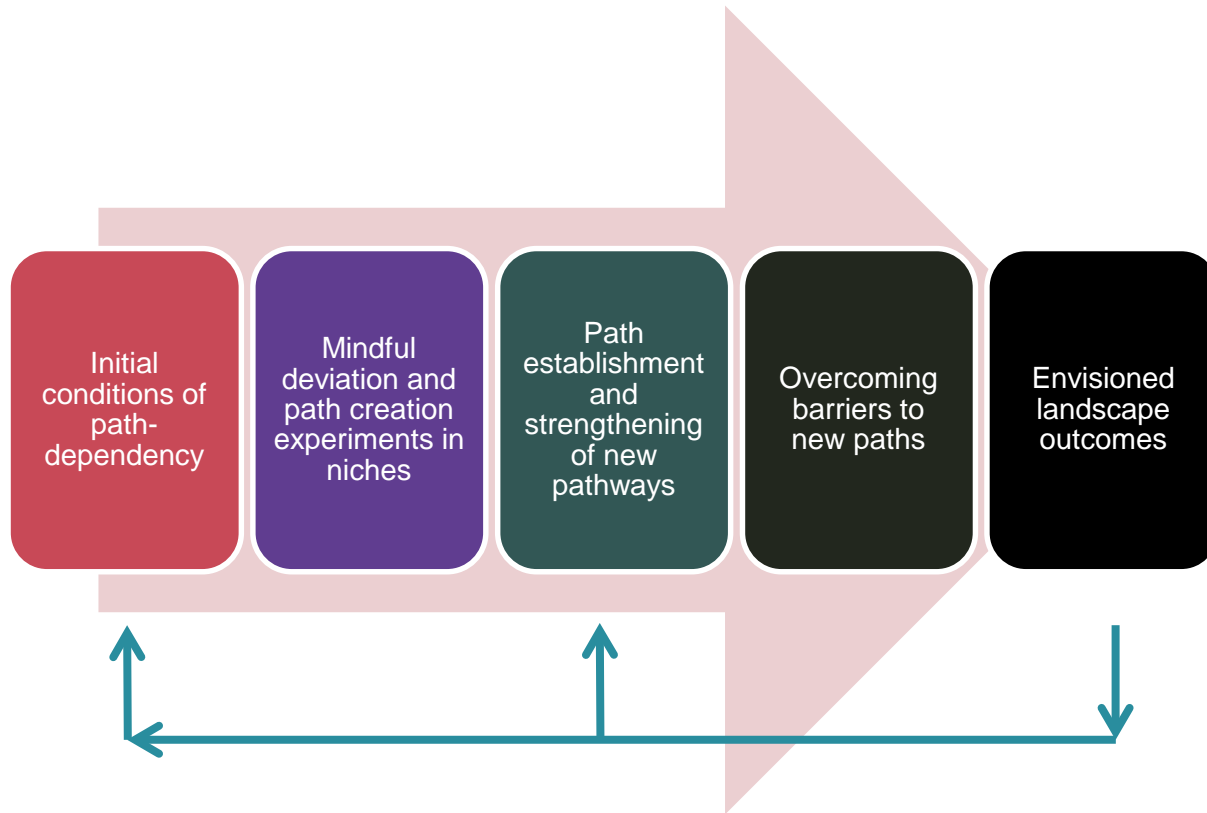 Initial
conditions of
path-
dependency
Mindful
deviation and
path creation
experiments in
niches
Path
establishment
and
strengthening
of new
pathways
Overcoming
barriers to
new paths
Envisioned
landscape
outcomes